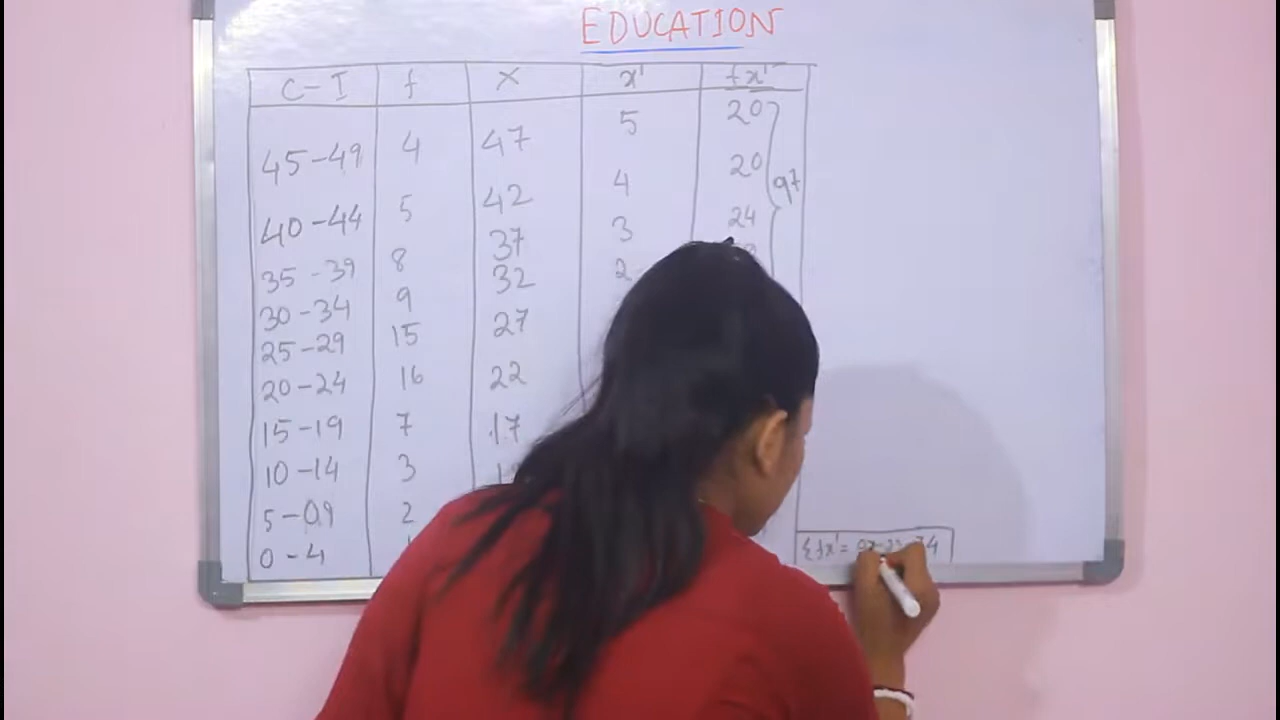 EDUCATION
C-I f X x' fx'
45-49 4 47 5 20
40-44 5 42 4 20
97
35-39 8 37 3 24
30-34 9 32 2
25-29 15 27
20-24 16 22
15-19 7 17
10-14 3
5-09 2
0-4